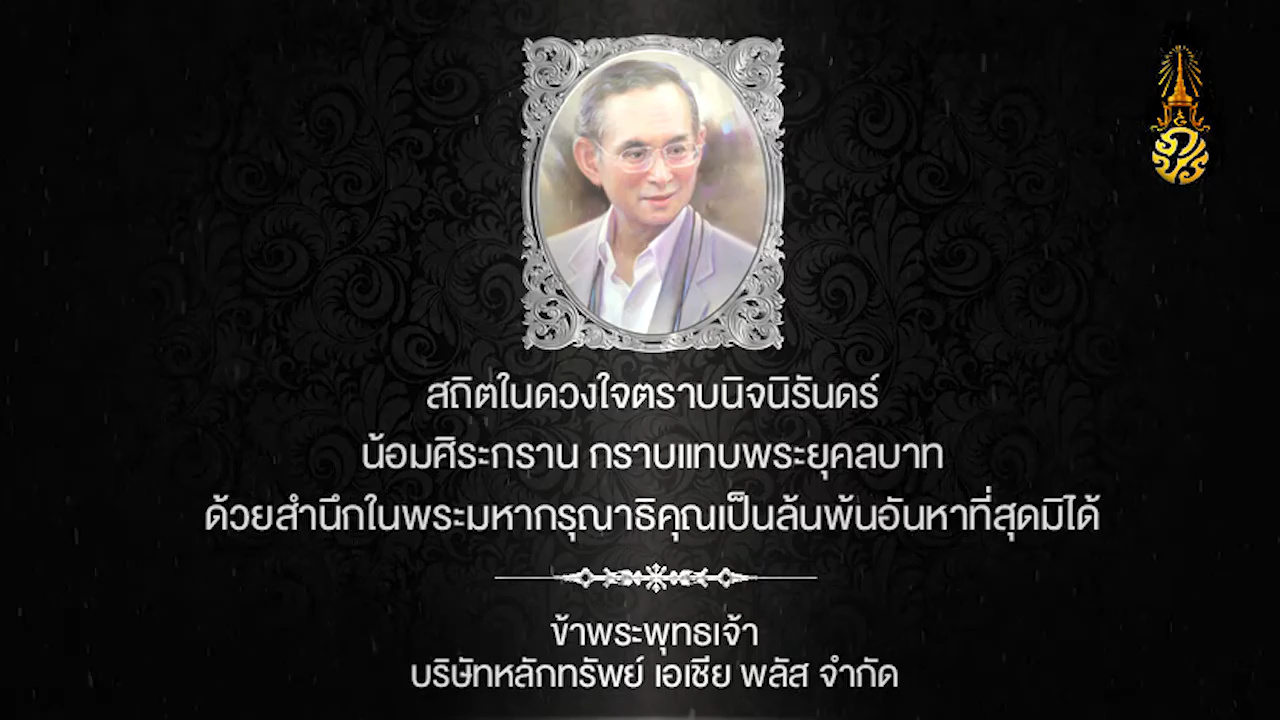 สถิตในดวงใจตราบนิจนิรันดร์
น้อมศิระกราน กราบแทบพระยุคลบาท
ด้วยสำนึกในพระมหากรุณาธิคุณเป็นล้นพ้นอันหาที่สุดมิได้
ข้าพระพุทธเจ้า
บริษัทหลักทรัพย์ เอเซีย พลัส จำกัด